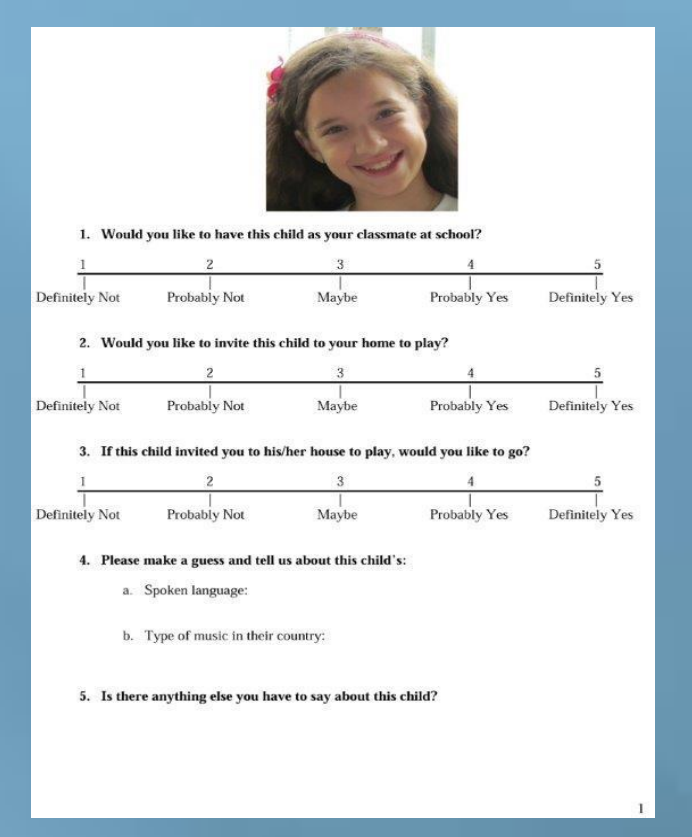 1. Would you like to have this child as your classmate at school?
1 2 3 4 5
Definitely Not Probably Not Maybe Probably Yes Definitely Yes
2. Would you like to invite this child to your home to play?
1 2 3 4 5
Definitely Not Probably Not Maybe Probably Yes Definitely Yes
3. If this child invited you to his/her house to play, would you like to go?
1 2 3 4 5
Definitely Not Probably Not Maybe Probably Yes Definitely Yes
4. Please make a guess and tell us about this child's:
a. Spoken language:
b. Type of music in their country:
5. Is there anything else you have to say about this child?
1